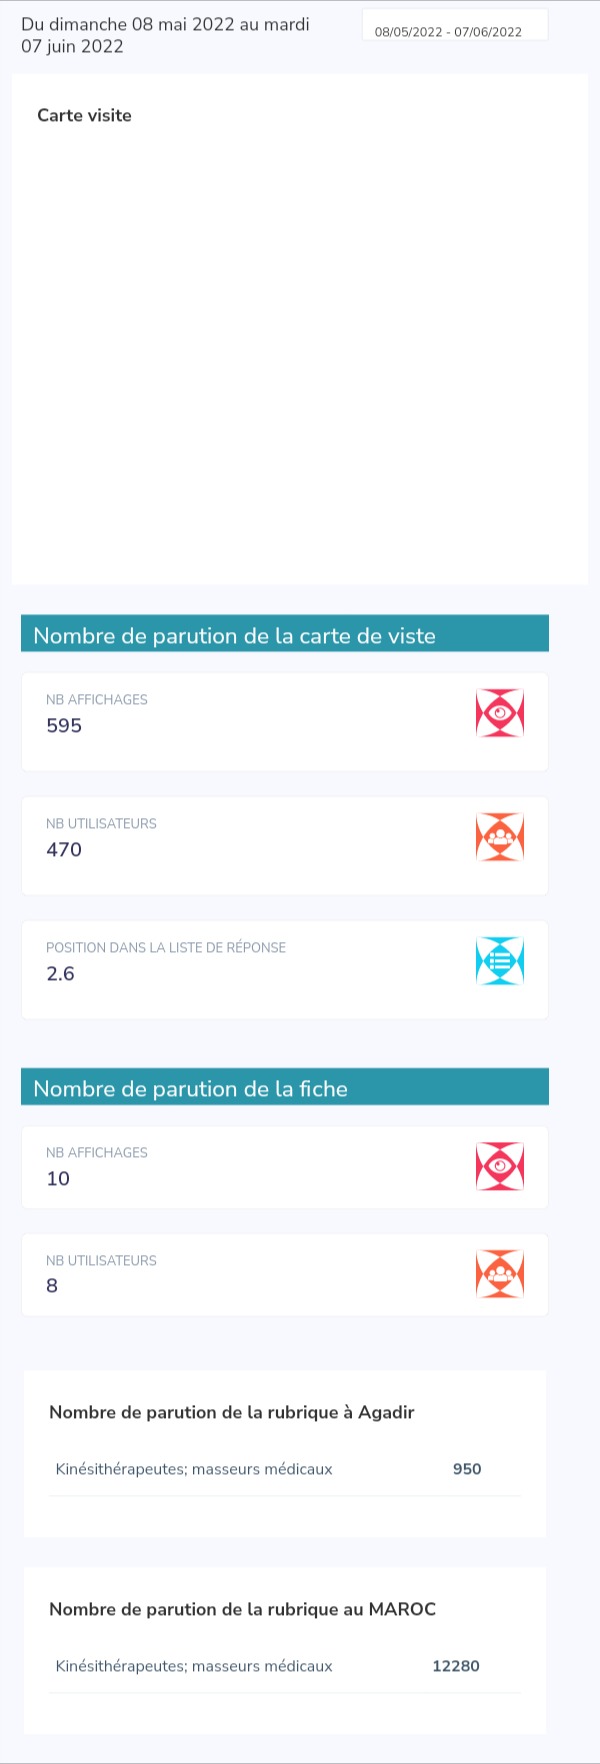 Du dimanche 08 mai 2022 au mardi
07 juin 2022
08/05/2022 - 07/06/2022
Carte visite
Nombre de parution de la carte de viste
NB AFFICHAGES
595
NB UTILISATEURS
470
POSITION DANS LA LISTE DE RÉPONSE
2.6
Nombre de parution de la fiche
NB AFFICHAGES
10
NB UTILISATEURS
8
Nombre de parution de la rubrique à Agadir
Kinésithérapeutes; masseurs médicaux 950
Nombre de parution de la rubrique au MAROC
Kinésithérapeutes; masseurs médicaux 12280